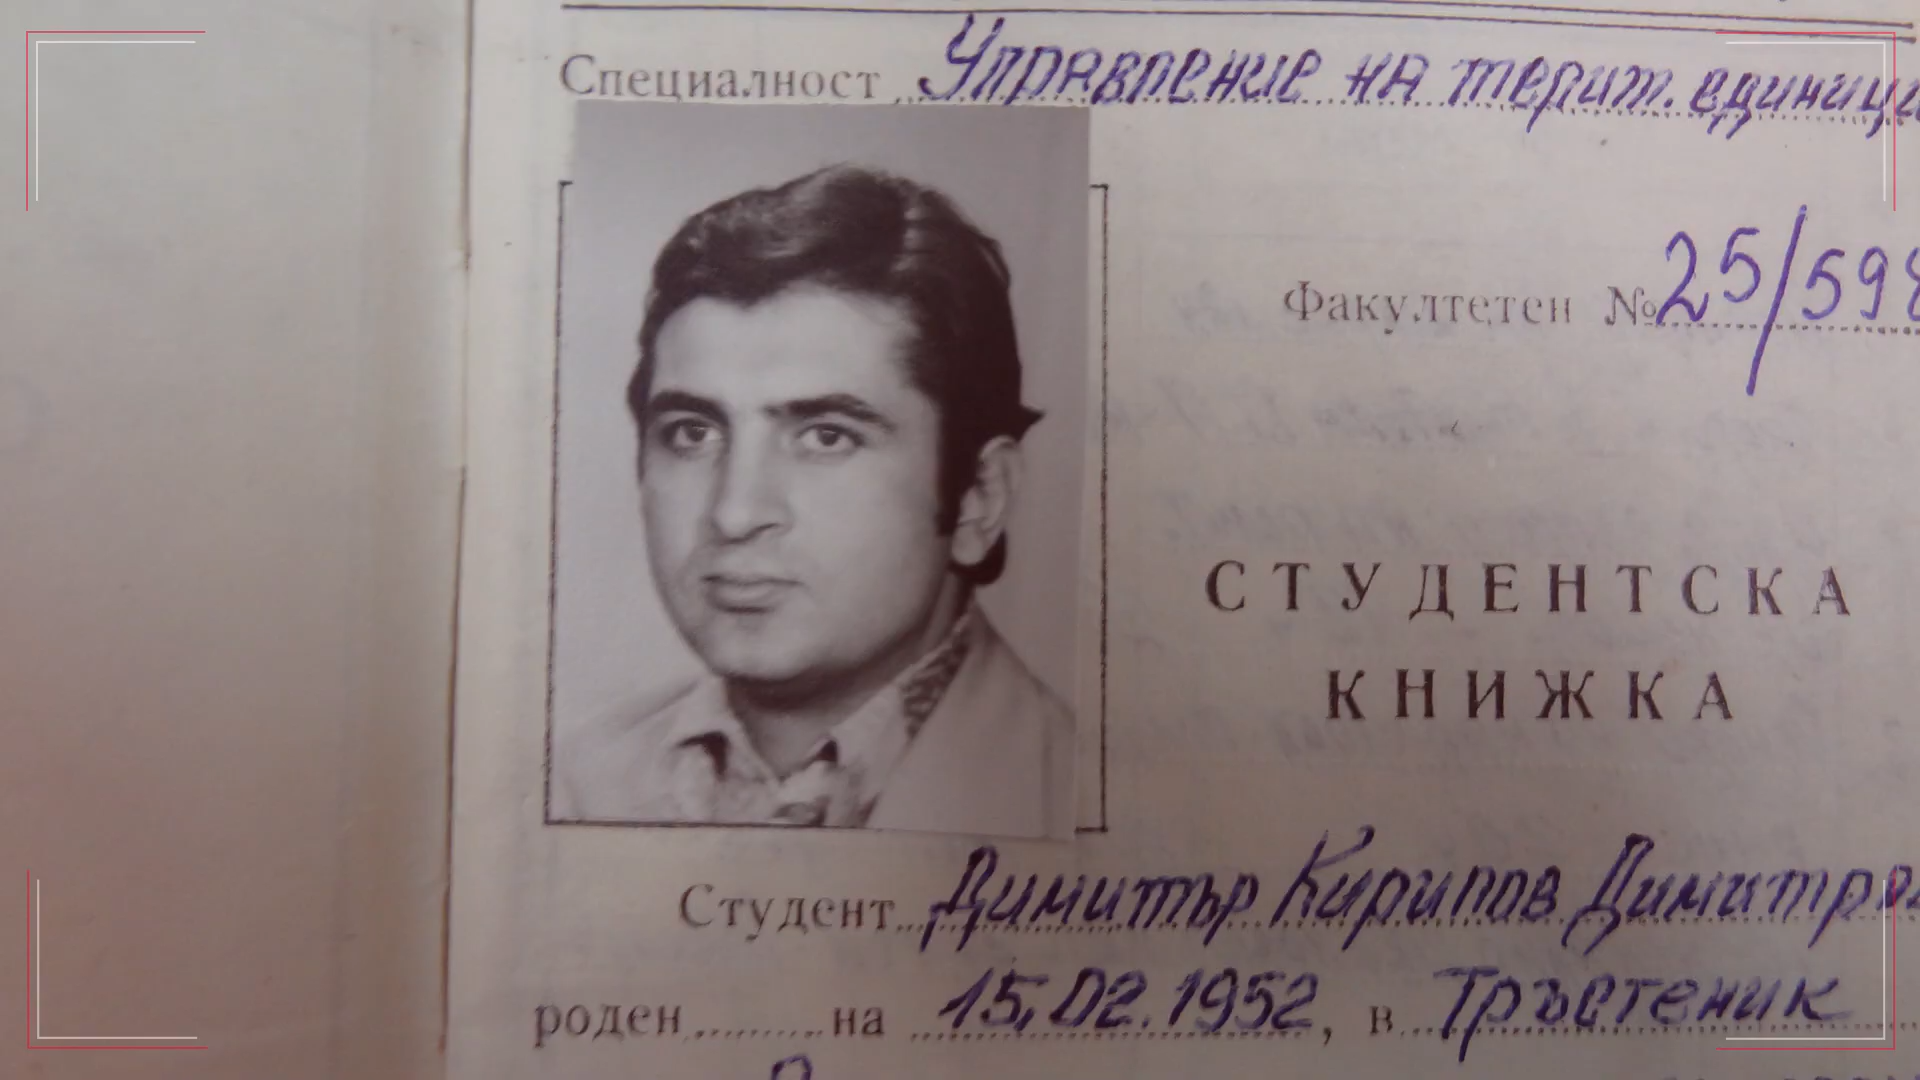 Специалност Управление на терит. единици
Факултетен № 25/598
СТУДЕНТСКА
КНИЖКА
Студент Димитър Кирилов Димитров
роден на 15.02.1952, в Тръстеник